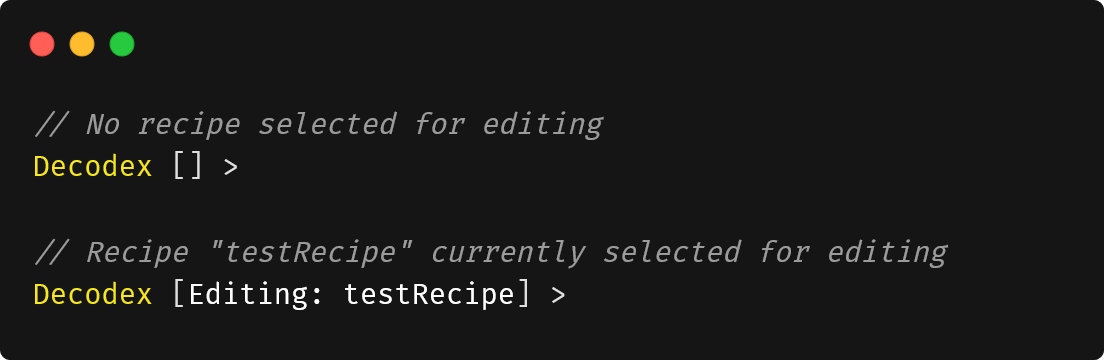 // No recipe selected for editing
Decodex [] >
// Recipe "testRecipe" currently selected for editing
Decodex [Editing: testRecipe] >